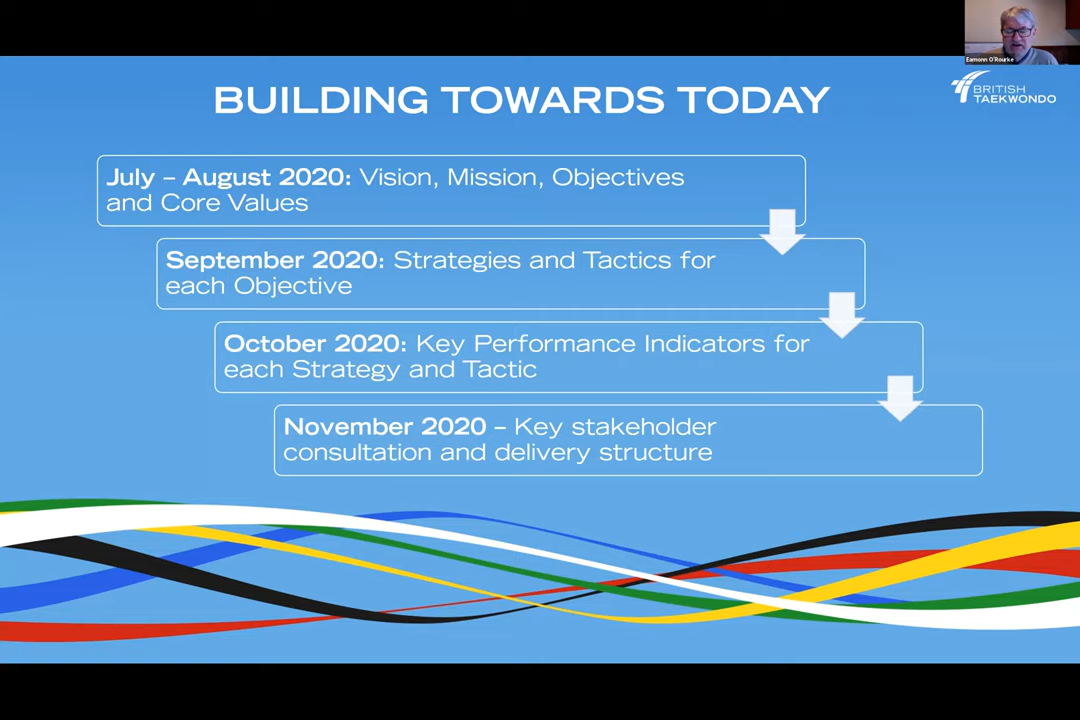 Eamonn O'Rourke
BUILDING TOWARDS TODAY
BRITISH
TAEKWONDO
July – August 2020: Vision, Mission, Objectives
and Core Values
September 2020: Strategies and Tactics for
each Objective
October 2020: Key Performance Indicators for
each Strategy and Tactic
November 2020 – Key stakeholder
consultation and delivery structure